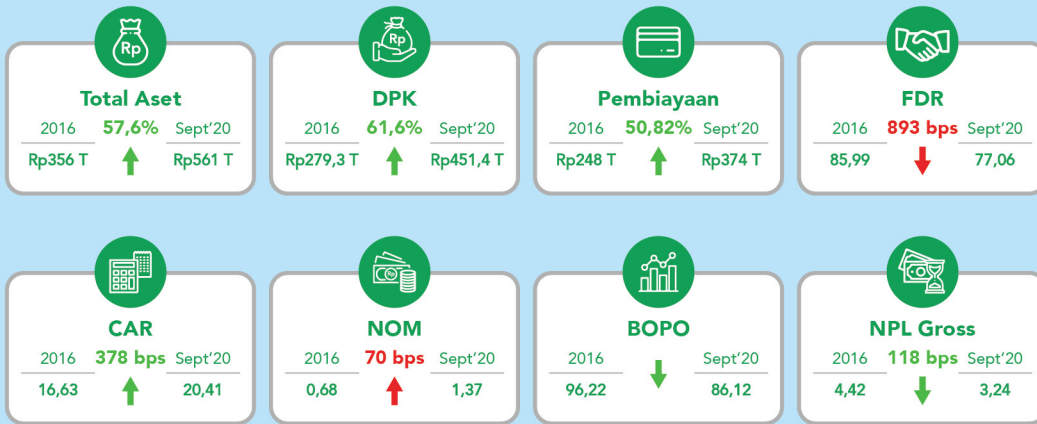 Rp
Total Aset
2016 57,6% Sept'20
Rp356 T Rp561 T
Rp
DPK
2016 61,6% Sept'20
Rp279,3 T Rp451,4 T
Pembiayaan
2016 50,82% Sept'20
Rp248 T Rp374 T
FDR
2016 893 bps Sept'20
85,99 77,06
CAR
2016 378 bps Sept'20
16,63 20,41
NOM
2016 70 bps Sept'20
0,68 1,37
BOPO
2016 Sept'20
96,22 86,12
NPL Gross
2016 118 bps Sept'20
4,42 3,24